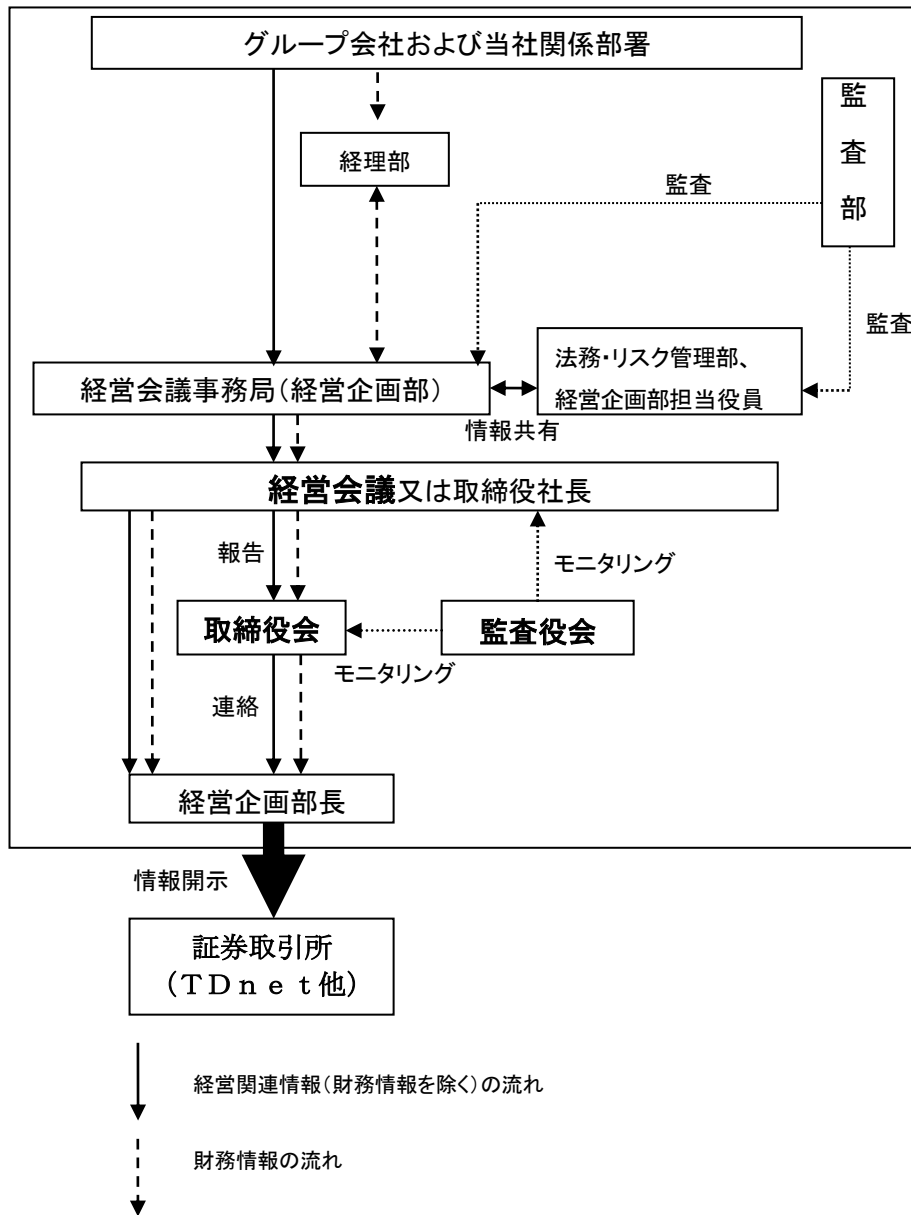 グループ会社および当社関係部署
監
査
部
経理部
監査
監査
法務・リスク管理部、
経営企画部担当役員
経営会議事務局（経営企画部）
情報共有
経営会議又は取締役社長
報告
モニタリング
取締役会
監査役会
モニタリング
連絡
経営企画部長
情報開示
証券取引所
（ＴＤｎｅｔ他）
経営関連情報（財務情報を除く）の流れ
財務情報の流れ